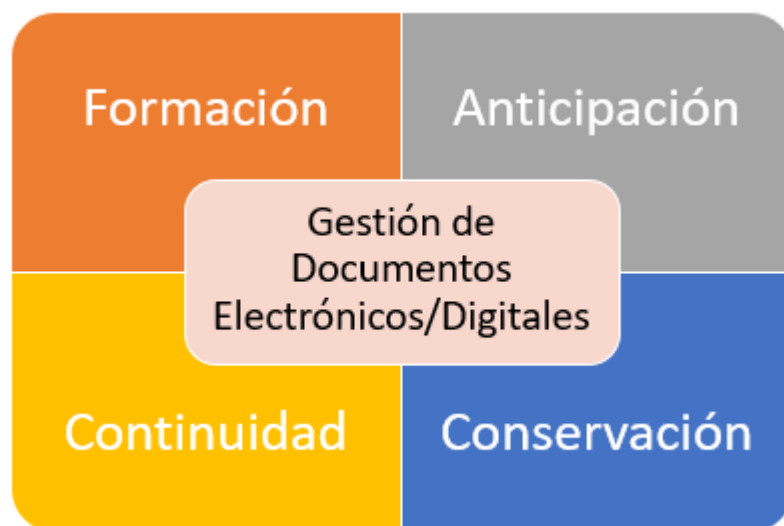 Formación
Anticipación
Gestión de
Documentos
Electrónicos/Digitales
Continuidad
Conservación